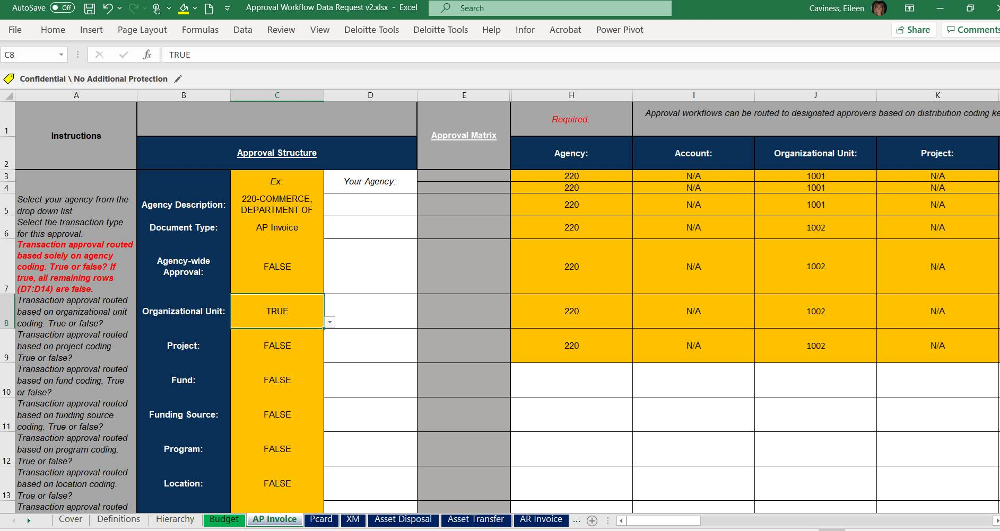 AutoSave Off Approval Workflow Data Request v2.xlsx - Excel Search Caviness, Eileen
File Home Insert Page Layout Formulas Data Review View Deloitte Tools Deloitte Tools Help Infor Acrobat Power Pivot Share Comments
C8 fx TRUE
Confidential \ No Additional Protection
A B C D E H I J K
1 Instructions Approval Matrix Required. Approval workflows can be routed to designated approvers based on distribution coding ke
2 Approval Structure Agency: Account: Organizational Unit: Project:
3 Ex: Your Agency: 220 N/A 1001 N/A
4 220 N/A 1001 N/A
5 Select your agency from the
drop down list
Agency Description: 220-COMMERCE,
DEPARTMENT OF
220 N/A 1001 N/A
6 Select the transaction type
for this approval.
Document Type: AP Invoice 220 N/A 1002 N/A
7 Transaction approval routed
based solely on agency
coding. True or false? If
true, all remaining rows
(D7:D14) are false.
Agency-wide
Approval:
FALSE 220 N/A 1002 N/A
8 Transaction approval routed
based on organizational unit
coding. True or false?
Organizational Unit: TRUE 220 N/A 1002 N/A
9 Transaction approval routed
based on project coding.
True or false?
Project: FALSE 220 N/A 1002 N/A
10 Transaction approval routed
based on fund coding. True
or false?
Fund: FALSE
11 Transaction approval routed
based on funding source
coding. True or false?
Funding Source: FALSE
12 Transaction approval routed
based on program coding.
True or false?
Program: FALSE
13 Transaction approval routed
based on location coding.
True or false?
Location: FALSE
Transaction approval routed
Cover Definitions Hierarchy Budget AP Invoice Pcard XM Asset Disposal Asset Transfer AR Invoice ...